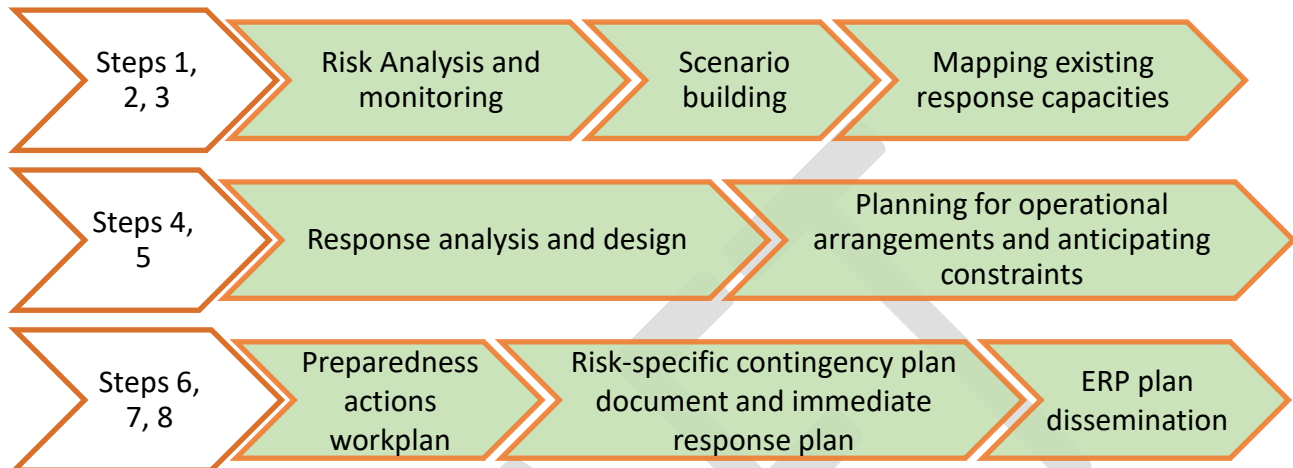 Steps 1,
2, 3
Risk Analysis and
monitoring
Scenario
building
Mapping existing
response capacities
Steps 4,
5
Response analysis and design
Planning for operational
arrangements and anticipating
constraints
Steps 6,
7, 8
Preparedness
actions
workplan
Risk-specific contingency plan
document and immediate
response plan
ERP plan
dissemination